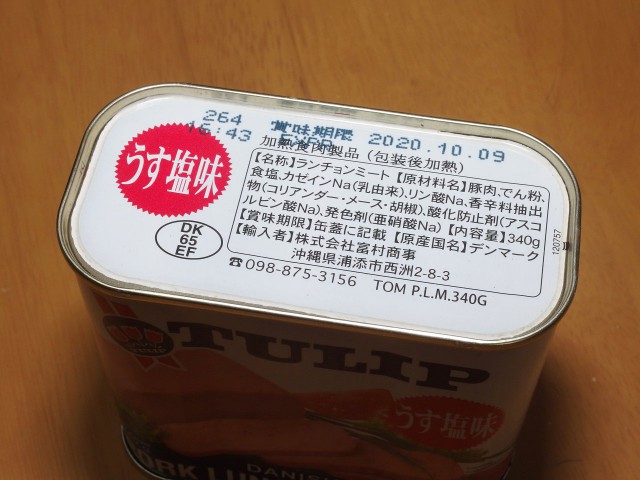 264
16:43
賞味期限 2020.10.09
加熱食肉製品 (包装後加熱)
うす塩味
【名称】ランチョンミート【原材料名】豚肉、でん粉、
食塩、カゼインNa(乳由来)、リン酸Na、香辛料抽出
物(コリアンダー・メース・胡椒)、酸化防止剤(アスコ
ルビン酸Na)、発色剤(亜硝酸Na)【内容量】340g
【賞味期限】缶蓋に記載【原産国名】デンマーク
【輸入者】株式会社富村商事
沖縄県浦添市西洲2-8-3
☎098-875-3156 TOM P.L.M.340G
DK
65
EF
120757
TULIP
うす塩味